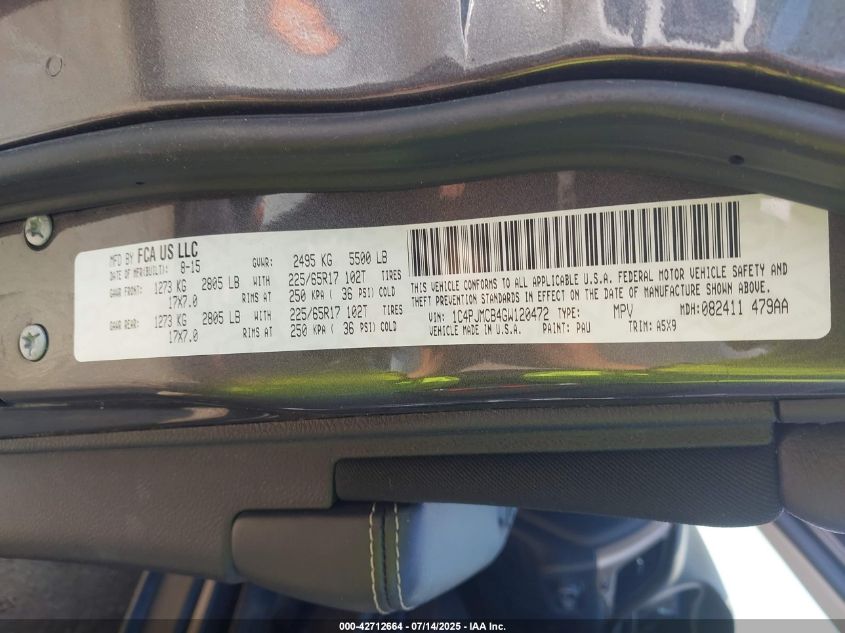 MFD BY FCA US LLC
DATE OF MFR(BUILT): 8-15 GVWR: 2495 KG 5500 LB
GAWR FRONT: 1273 KG 2805 LB WITH 225/65R17 102T TIRES
17X7.0 RIMS AT 250 KPA ( 36 PSI) COLD
GAWR REAR: 1273 KG 2805 LB WITH 225/65R17 102T TIRES
17X7.0 RIMS AT 250 KPA ( 36 PSI) COLD
THIS VEHICLE CONFORMS TO ALL APPLICABLE U.S.A. FEDERAL MOTOR VEHICLE SAFETY AND
THEFT PREVENTION STANDARDS IN EFFECT ON THE DATE OF MANUFACTURE SHOWN ABOVE.
VIN: 1C4PJMCB4GW120472 TYPE: MPV MDH:082411 479AA
VEHICLE MADE IN U.S.A. PAINT: PAU TRIM: A5X9
000-42712664 - 07/14/2025 - IAA Inc.